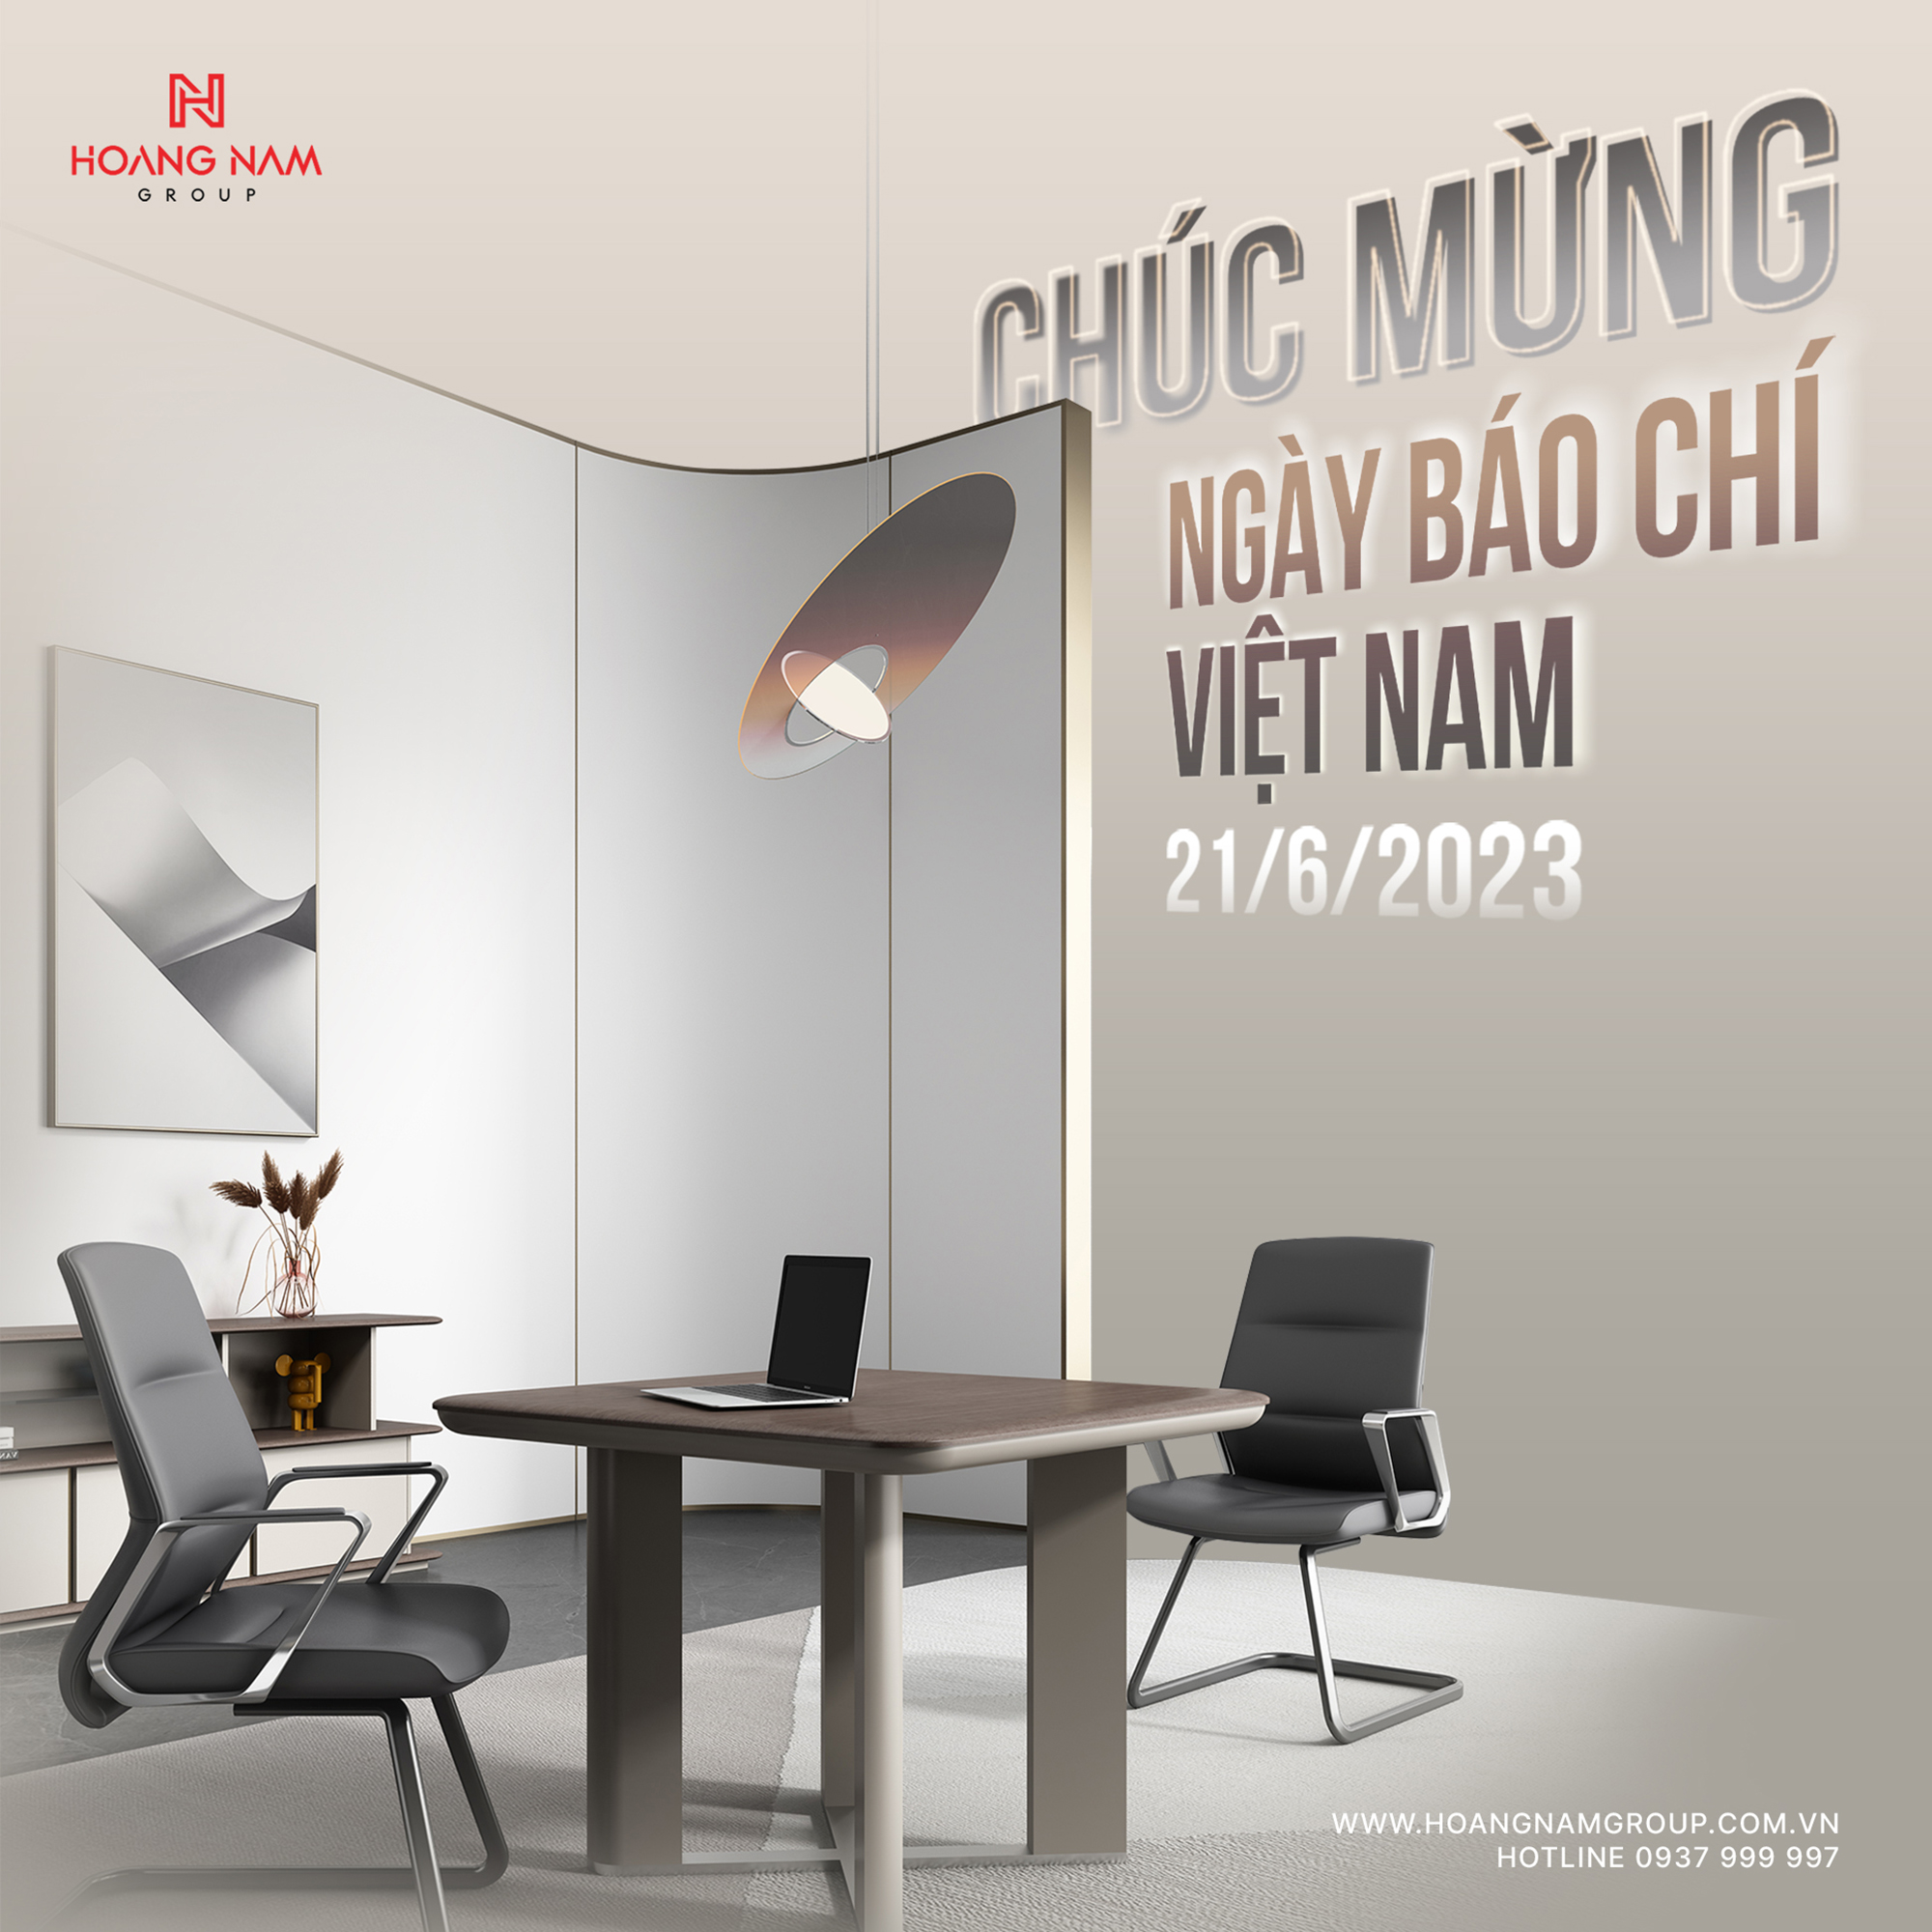 HOANG NAM
GROUP
CHÚC MỪNG
NGÀY BÁO CHÍ
VIỆT NAM
21/6/2023
WWW.HOANGNAMGROUP.COM.VN
HOTLINE 0937 999 997